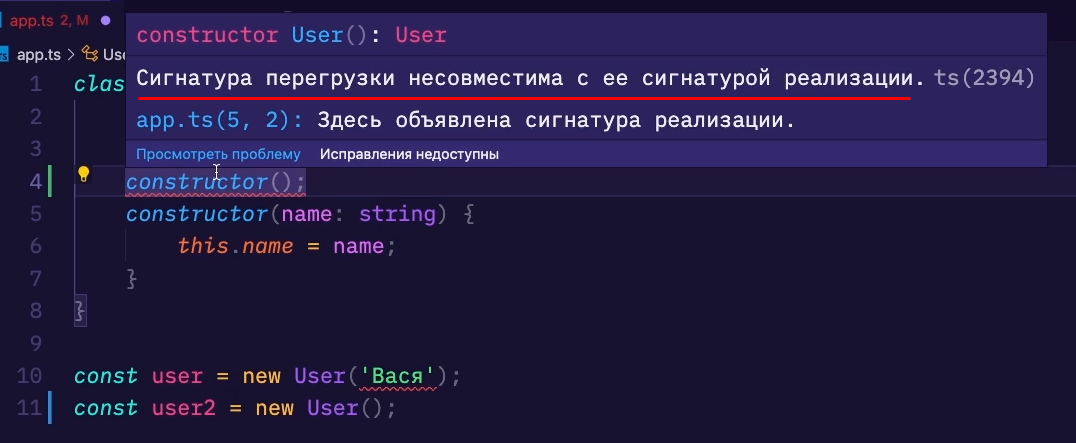 app.ts 2, M
constructor User(): User
app.ts > Use
Сигнатура перегрузки несовместима с ее сигнатурой реализации. ts(2394)
app.ts(5, 2): Здесь объявлена сигнатура реализации.
Просмотреть проблему Исправления недоступны
1 clas
2
3
4 constructor();
5 constructor(name: string) {
6 this.name = name;
7 }
8 }
9
10 const user = new User('Вася');
11 const user2 = new User();